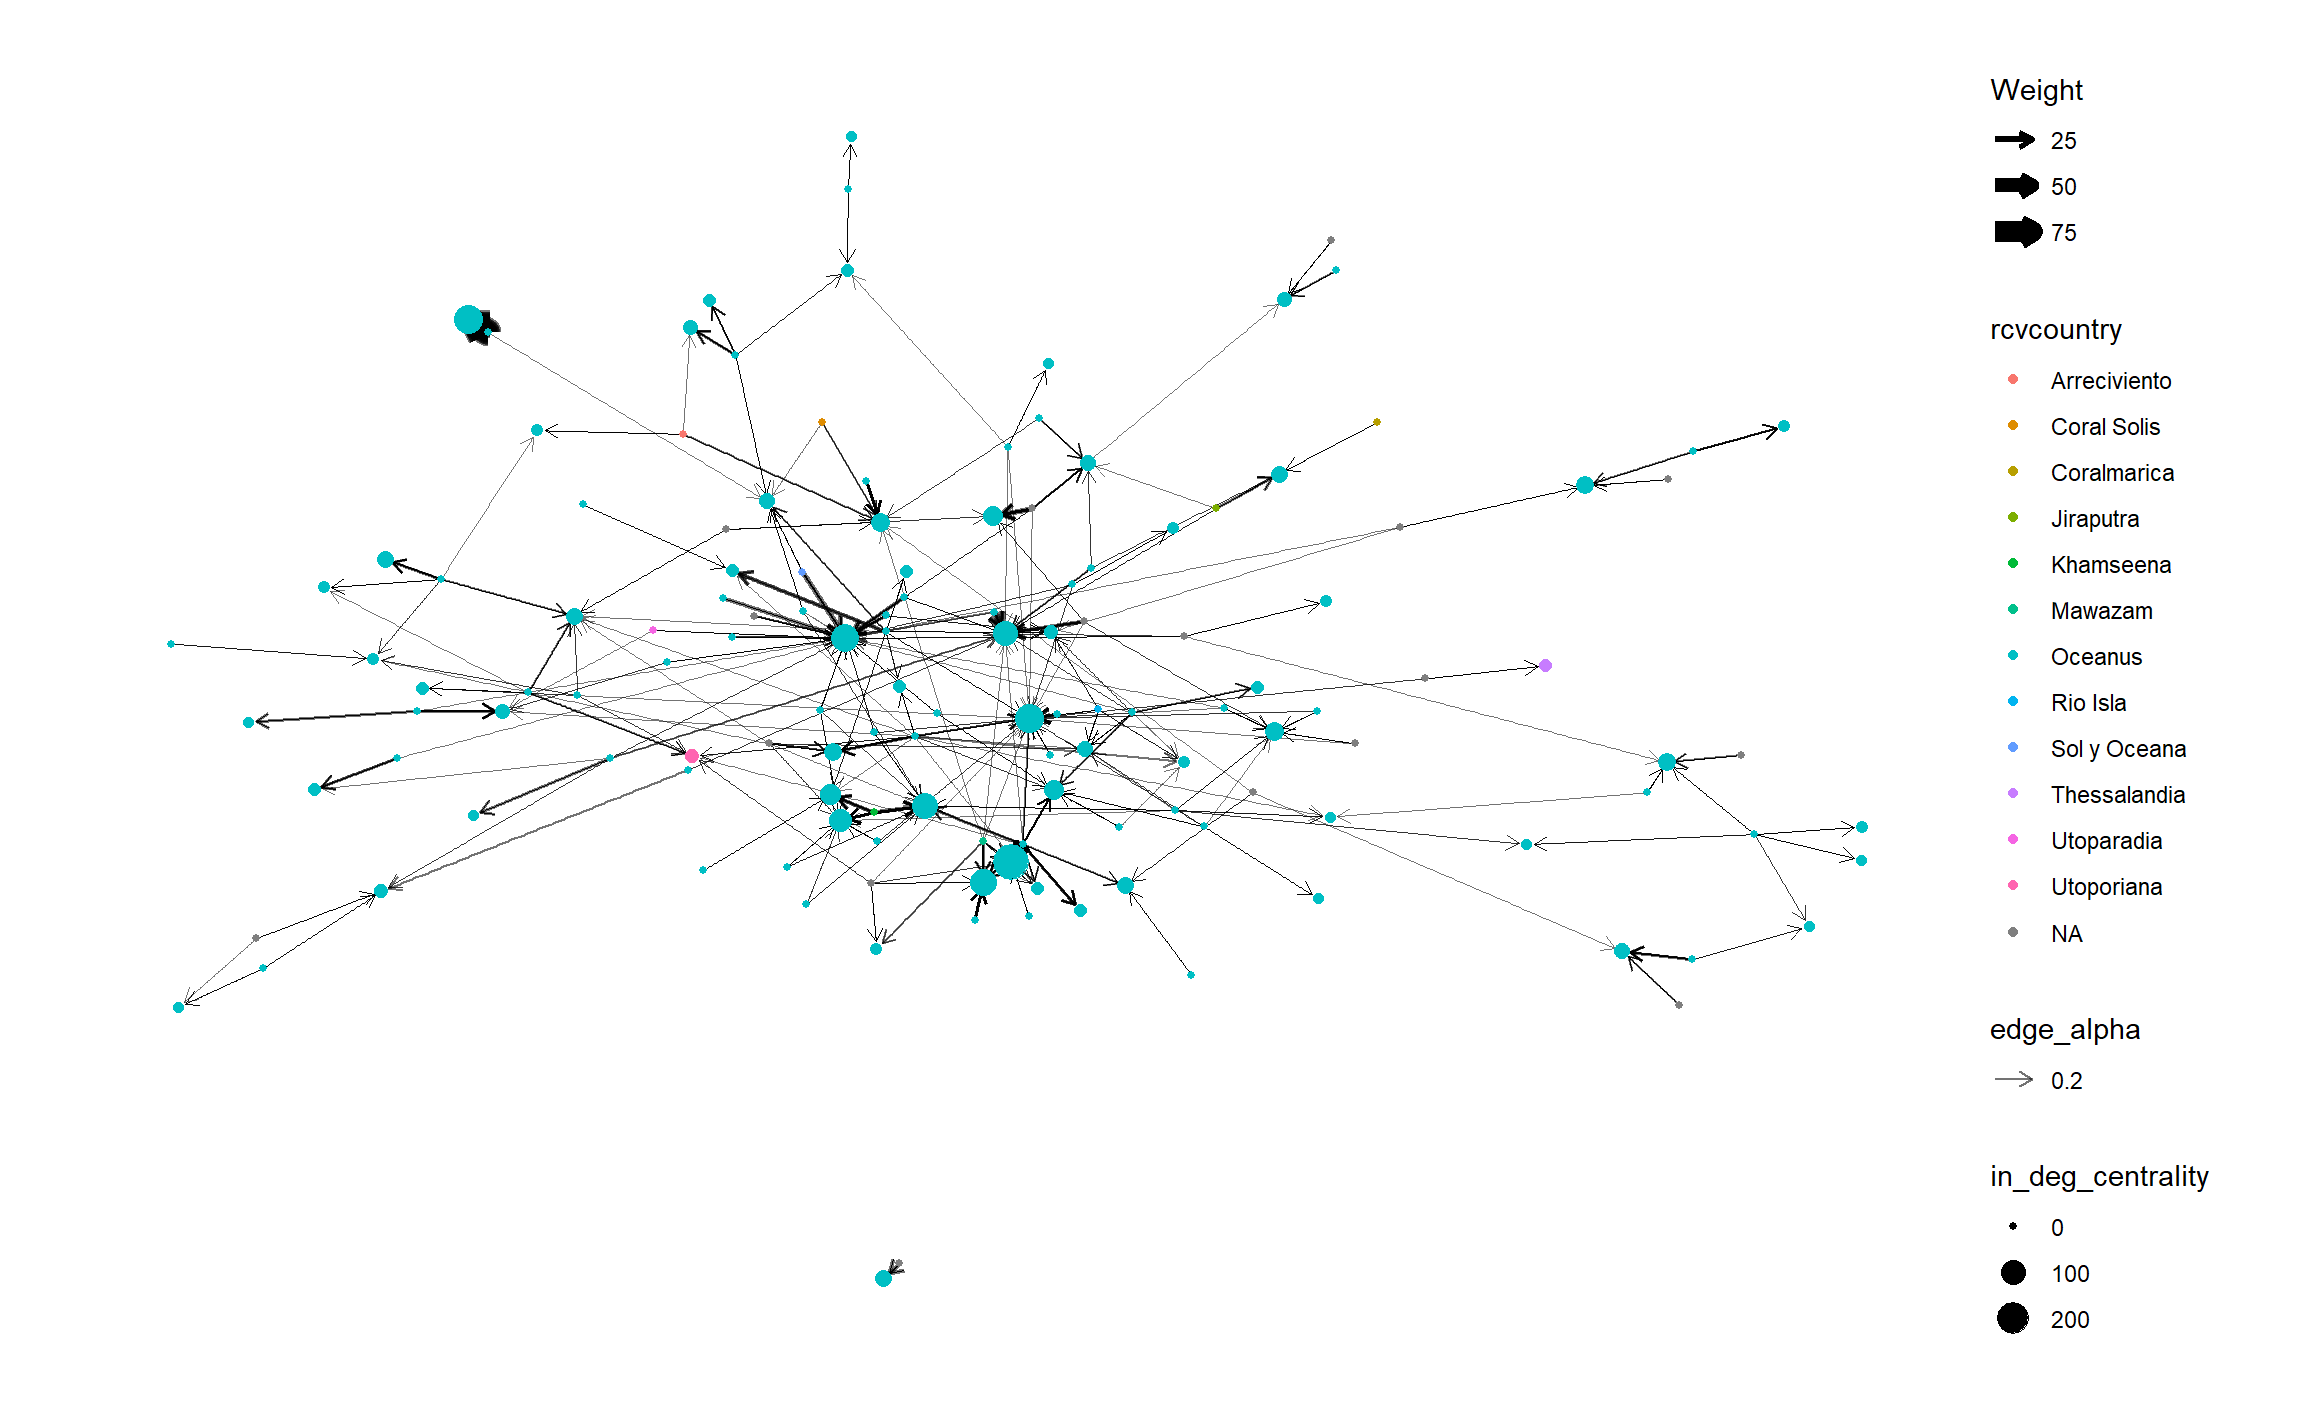 Weight
25
50
75
rcvcountry
Arreciviento
Coral Solis
Coralmarica
Jiraputra
Khamseena
Mawazam
Oceanus
Rio Isla
Sol y Oceana
Thessalandia
Utoparadia
Utoporiana
NA
edge_alpha
0.2
in_deg_centrality
0
100
200